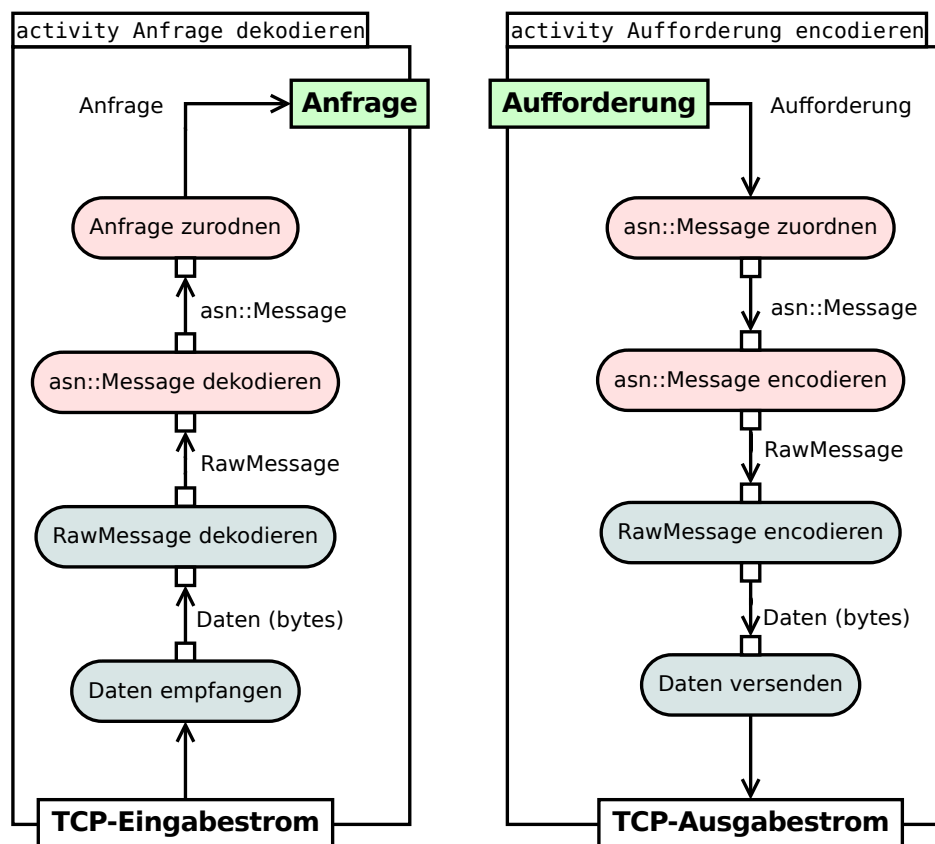 activity Anfrage dekodieren
Anfrage
Anfrage
Anfrage zurodnen
asn::Message
asn::Message dekodieren
RawMessage
RawMessage dekodieren
Daten (bytes)
Daten empfangen
TCP-Eingabestrom
activity Aufforderung encodieren
Aufforderung
Aufforderung
asn::Message zuordnen
asn::Message
asn::Message encodieren
RawMessage
RawMessage encodieren
Daten (bytes)
Daten versenden
TCP-Ausgabestrom